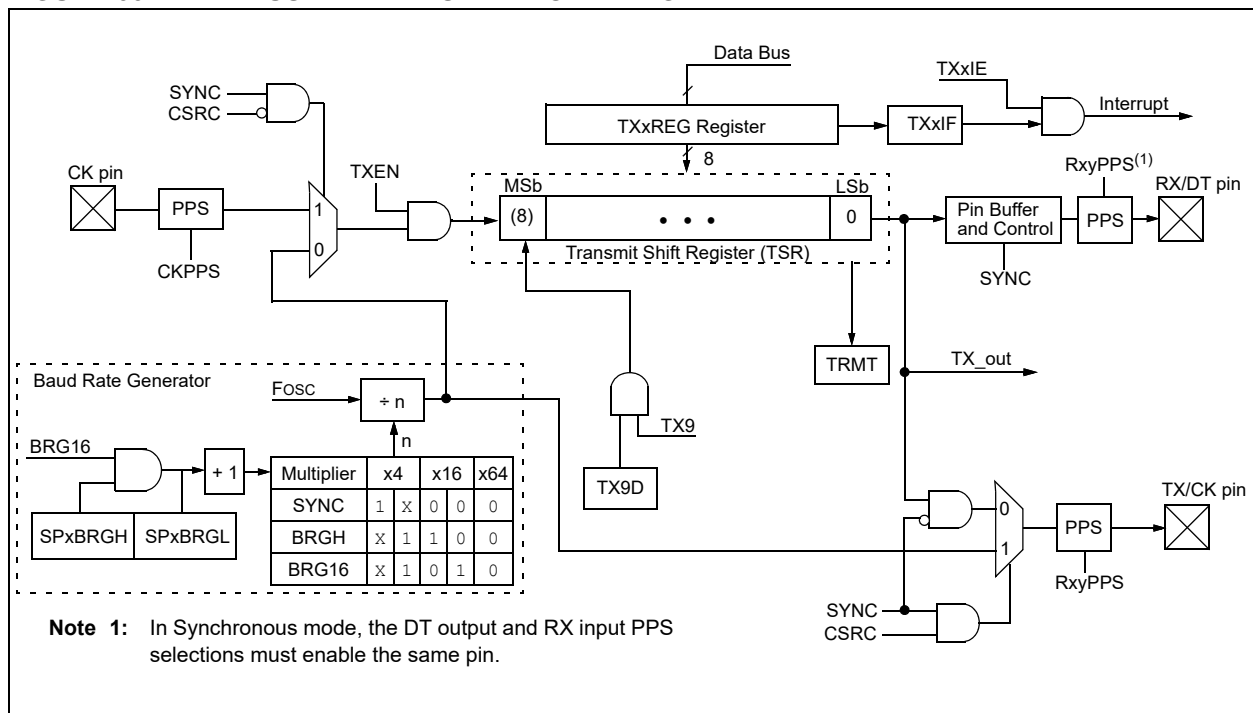 Data Bus
TXxIE
Interrupt
SYNC
CSRC
TXxREG Register
TXxIF
8
CK pin
TXEN
MSb
LSb
RxyPPS(1)
RX/DT pin
PPS
1
0
(8)
• • •
0
Pin Buffer
and Control
PPS
Transmit Shift Register (TSR)
CKPPS
SYNC
TRMT
TX_out
Baud Rate Generator
FOSC
÷ n
n
TX9
BRG16
+ 1
Multiplier x4 x16 x64
SYNC 1 X 0 0 0
BRGH X 1 1 0 0
BRG16 X 1 0 1 0
SPxBRGH SPxBRGL
TX9D
TX/CK pin
0
1
PPS
RxyPPS
SYNC
CSRC
Note 1: In Synchronous mode, the DT output and RX input PPS
selections must enable the same pin.